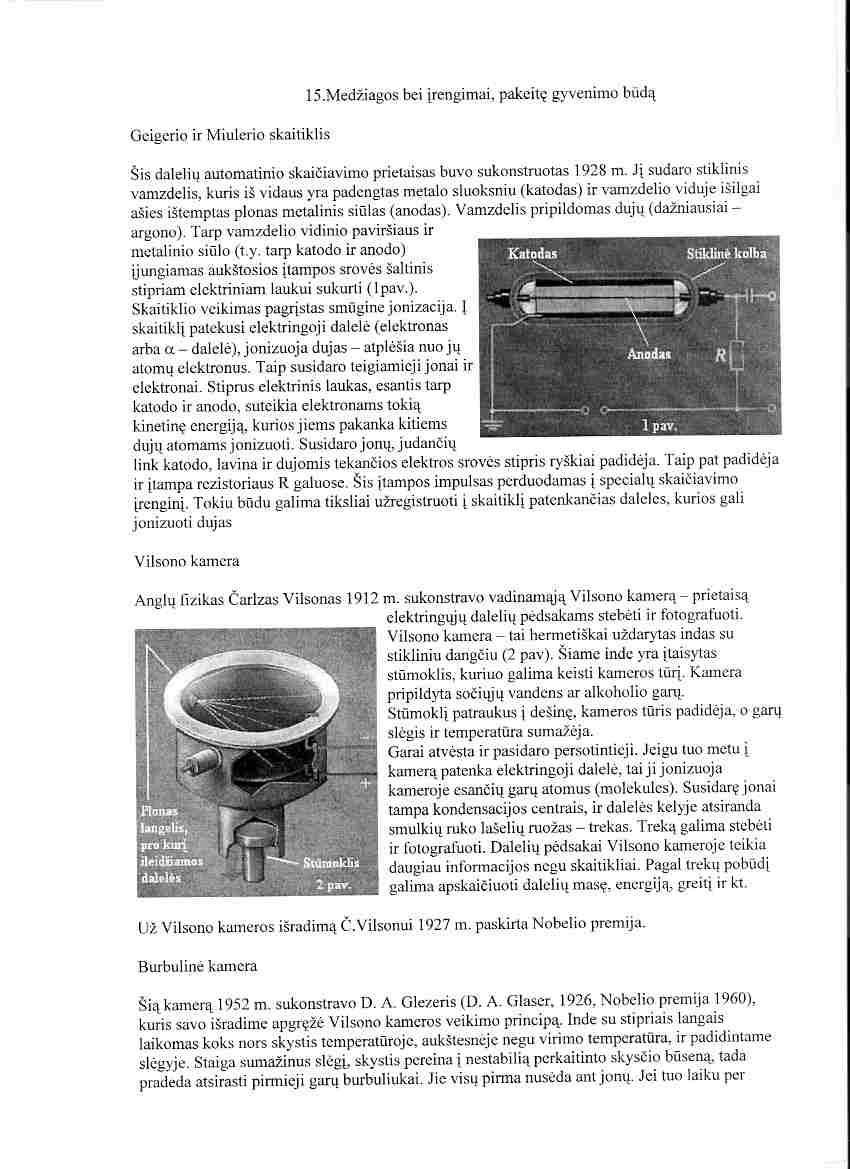 15.Medžiagos bei įrengimai, pakeitę gyvenimo būdą
Geigerio ir Miulerio skaitiklis
Šis dalelių automatinio skaičiavimo prietaisas buvo sukonstruotas 1928 m. Jį sudaro stiklinis
vamzdelis, kuris iš vidaus yra padengtas metalo sluoksniu (katodas) ir vamzdelio viduje išilgai
ašies ištemptas plonas metalinis siūlas (anodas). Vamzdelis pripildomas dujų (dažniausiai –
argono). Tarp vamzdelio vidinio paviršiaus ir
metalinio siūlo (t.y. tarp katodo ir anodo)
įjungiamas aukštosios įtampos srovės šaltinis
stipriam elektriniam laukui sukurti (1pav.).
Skaitiklio veikimas pagrįstas smūgine jonizacija. Į
skaitiklį patekusi elektringoji dalelė (elektronas
arba α – dalelė), jonizuoja dujas – atplėšia nuo jų
atomų elektronus. Taip susidaro teigiamieji jonai ir
elektronai. Stiprus elektrinis laukas, esantis tarp
katodo ir anodo, suteikia elektronams tokią
kinetinę energiją, kurios jiems pakanka kitiems
dujų atomams jonizuoti. Susidaro jonų, judančių
link katodo, lavina ir dujomis tekančios elektros srovės stipris ryškiai padidėja. Taip pat padidėja
ir įtampa rezistoriaus R galuose. Šis įtampos impulsas perduodamas į specialų skaičiavimo
įrenginį. Tokiu būdu galima tiksliai užregistruoti į skaitiklį patenkančias daleles, kurios gali
jonizuoti dujas
Katodas
Stiklinė kolba
Anodas
R
1 pav.
Vilsono kamera
Anglų fizikas Čarlzas Vilsonas 1912 m. sukonstravo vadinamąją Vilsono kamerą – prietaisą
elektringųjų dalelių pėdsakams stebėti ir fotografuoti.
Vilsono kamera – tai hermetiškai uždarytas indas su
stikliniu dangčiu (2 pav). Šiame inde yra įtaisytas
stūmoklis, kuriuo galima keisti kameros tūrį. Kamera
pripildyta sočiųjų vandens ar alkoholio garų.
Stūmoklį patraukus į dešinę, kameros tūris padidėja, o garų
slėgis ir temperatūra sumažėja.
Garai atvėsta ir pasidaro persotintieji. Jeigu tuo metu į
kamerą patenka elektringoji dalelė, tai ji jonizuoja
kameroje esančių garų atomus (molekules). Susidarę jonai
tampa kondensacijos centrais, ir dalelės kelyje atsiranda
smulkių ruko lašelių ruožas – trekas. Treką galima stebėti
ir fotografuoti. Dalelių pėdsakai Vilsono kameroje teikia
daugiau informacijos negu skaitikliai. Pagal trekų pobūdį
galima apskaičiuoti dalelių masę, energiją, greitį ir kt.
–
+
Plonas
langelis,
pro kurį
įleidžiamos
dalelės
Stūmoklis
2 pav.
Už Vilsono kameros išradimą Č.Vilsonui 1927 m. paskirta Nobelio premija.
Burbulinė kamera
Šią kamerą 1952 m. sukonstravo D. A. Glezeris (D. A. Glaser, 1926, Nobelio premija 1960),
kuris savo išradime apgręžė Vilsono kameros veikimo principą. Inde su stipriais langais
laikomas koks nors skystis temperatūroje, aukštesnėje negu virimo temperatūra, ir padidintame
slėgyje. Staiga sumažinus slėgį, skystis pereina į nestabilią perkaitinto skysčio būseną, tada
pradeda atsirasti pirmieji garų burbuliukai. Jie visų pirma nusėda ant jonų. Jei tuo laiku per